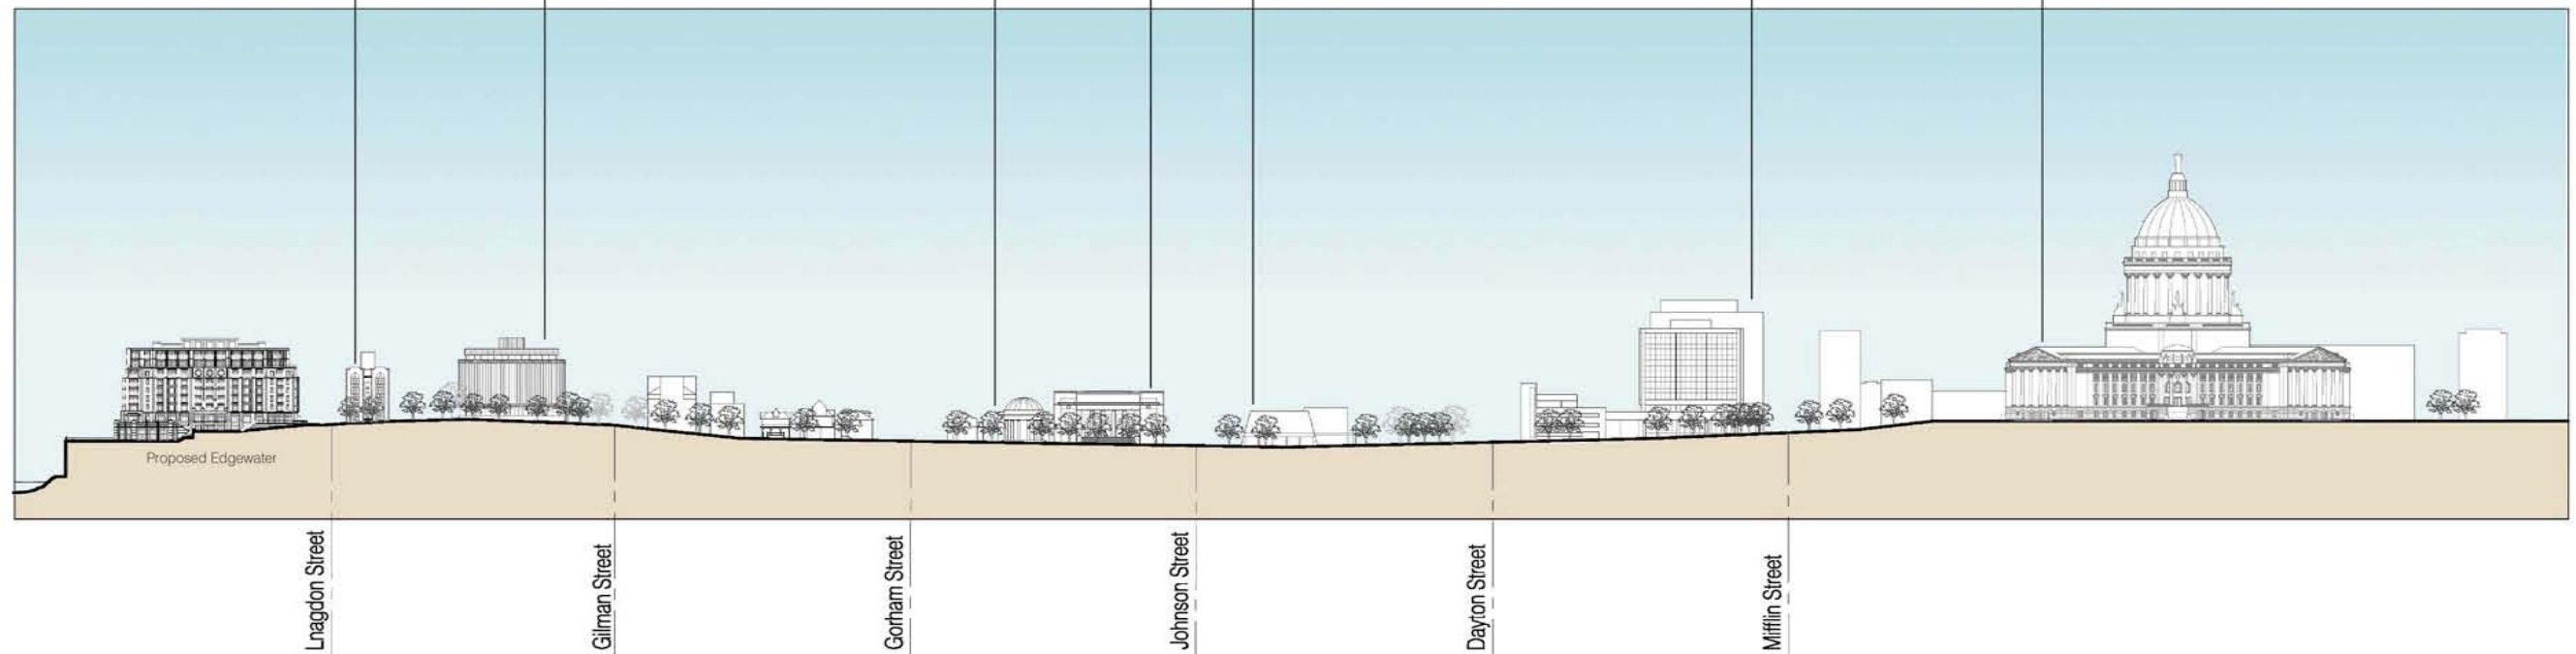 Proposed Edgewater
Lnagdon Street
Gilman Street
Gorham Street
Johnson Street
Dayton Street
Mifflin Street